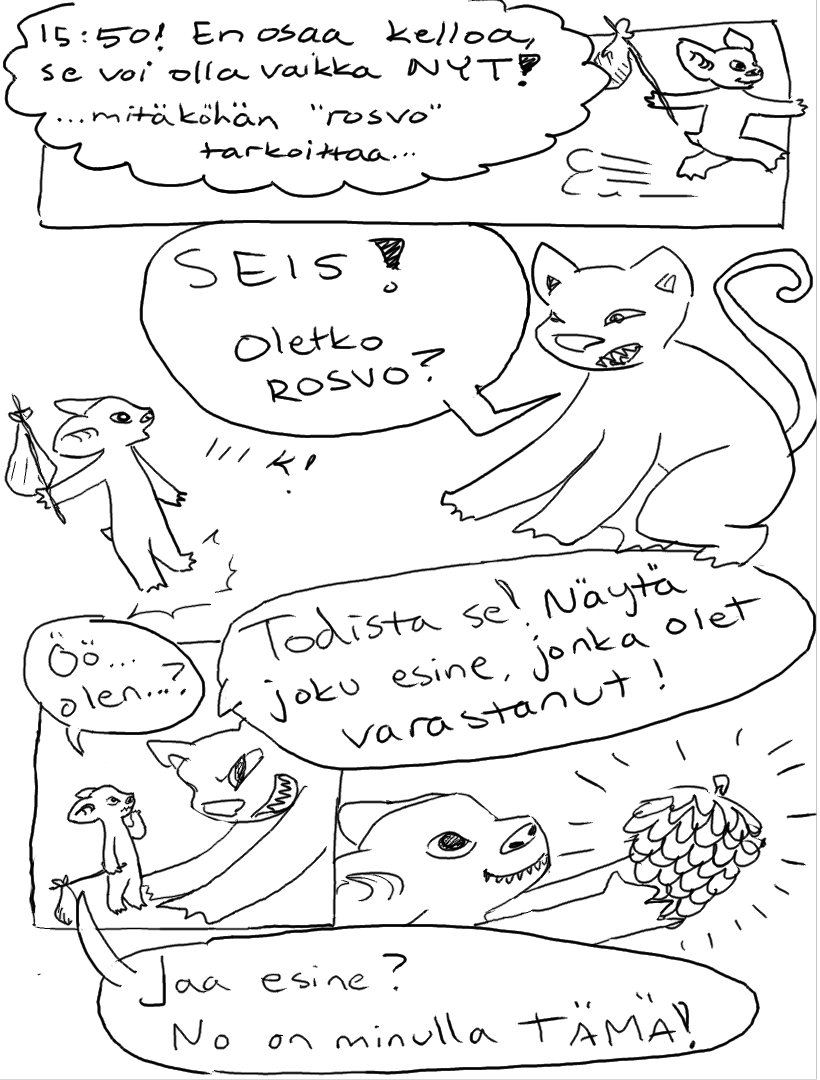 15:50! En osaa kelloa,
se voi olla vaikka NYT!
...mitäköhän "rosvo"
tarkoittaa...
SEIS!
Oletko
ROSVO?
Öö...
olen...?
Todista se! Näytä
joku esine, jonka olet
varastanut!
Jaa esine?
No on minulla TÄMÄ!